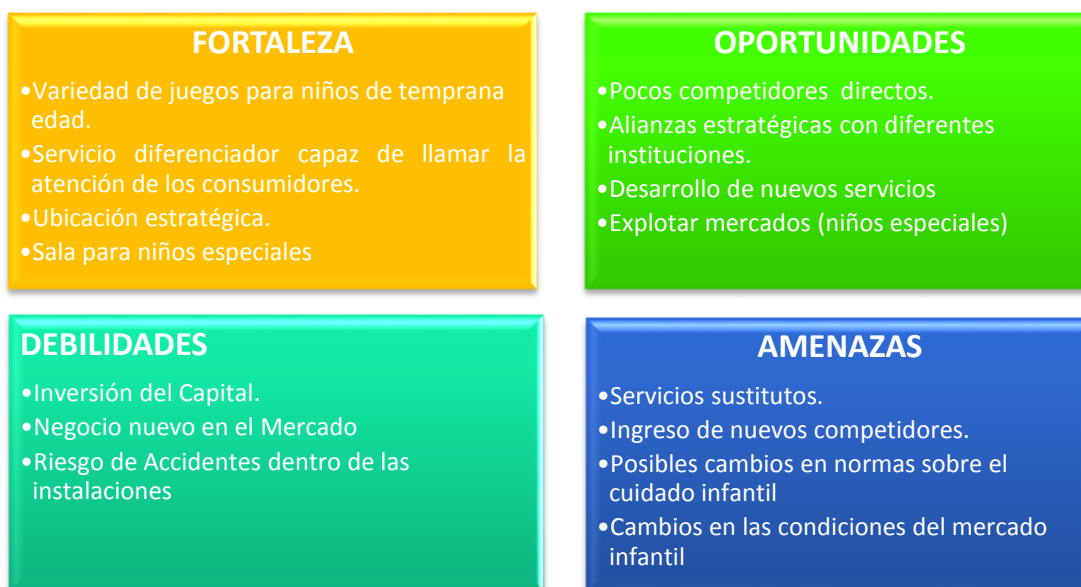 FORTALEZA
•Variedad de juegos para niños de temprana
edad.
•Servicio diferenciador capaz de llamar la
atención de los consumidores.
•Ubicación estratégica.
•Sala para niños especiales
OPORTUNIDADES
•Pocos competidores directos.
•Alianzas estratégicas con diferentes
instituciones.
•Desarrollo de nuevos servicios
•Explotar mercados (niños especiales)
DEBILIDADES
•Inversión del Capital.
•Negocio nuevo en el Mercado
•Riesgo de Accidentes dentro de las
instalaciones
AMENAZAS
•Servicios sustitutos.
•Ingreso de nuevos competidores.
•Posibles cambios en normas sobre el
cuidado infantil
•Cambios en las condiciones del mercado
infantil